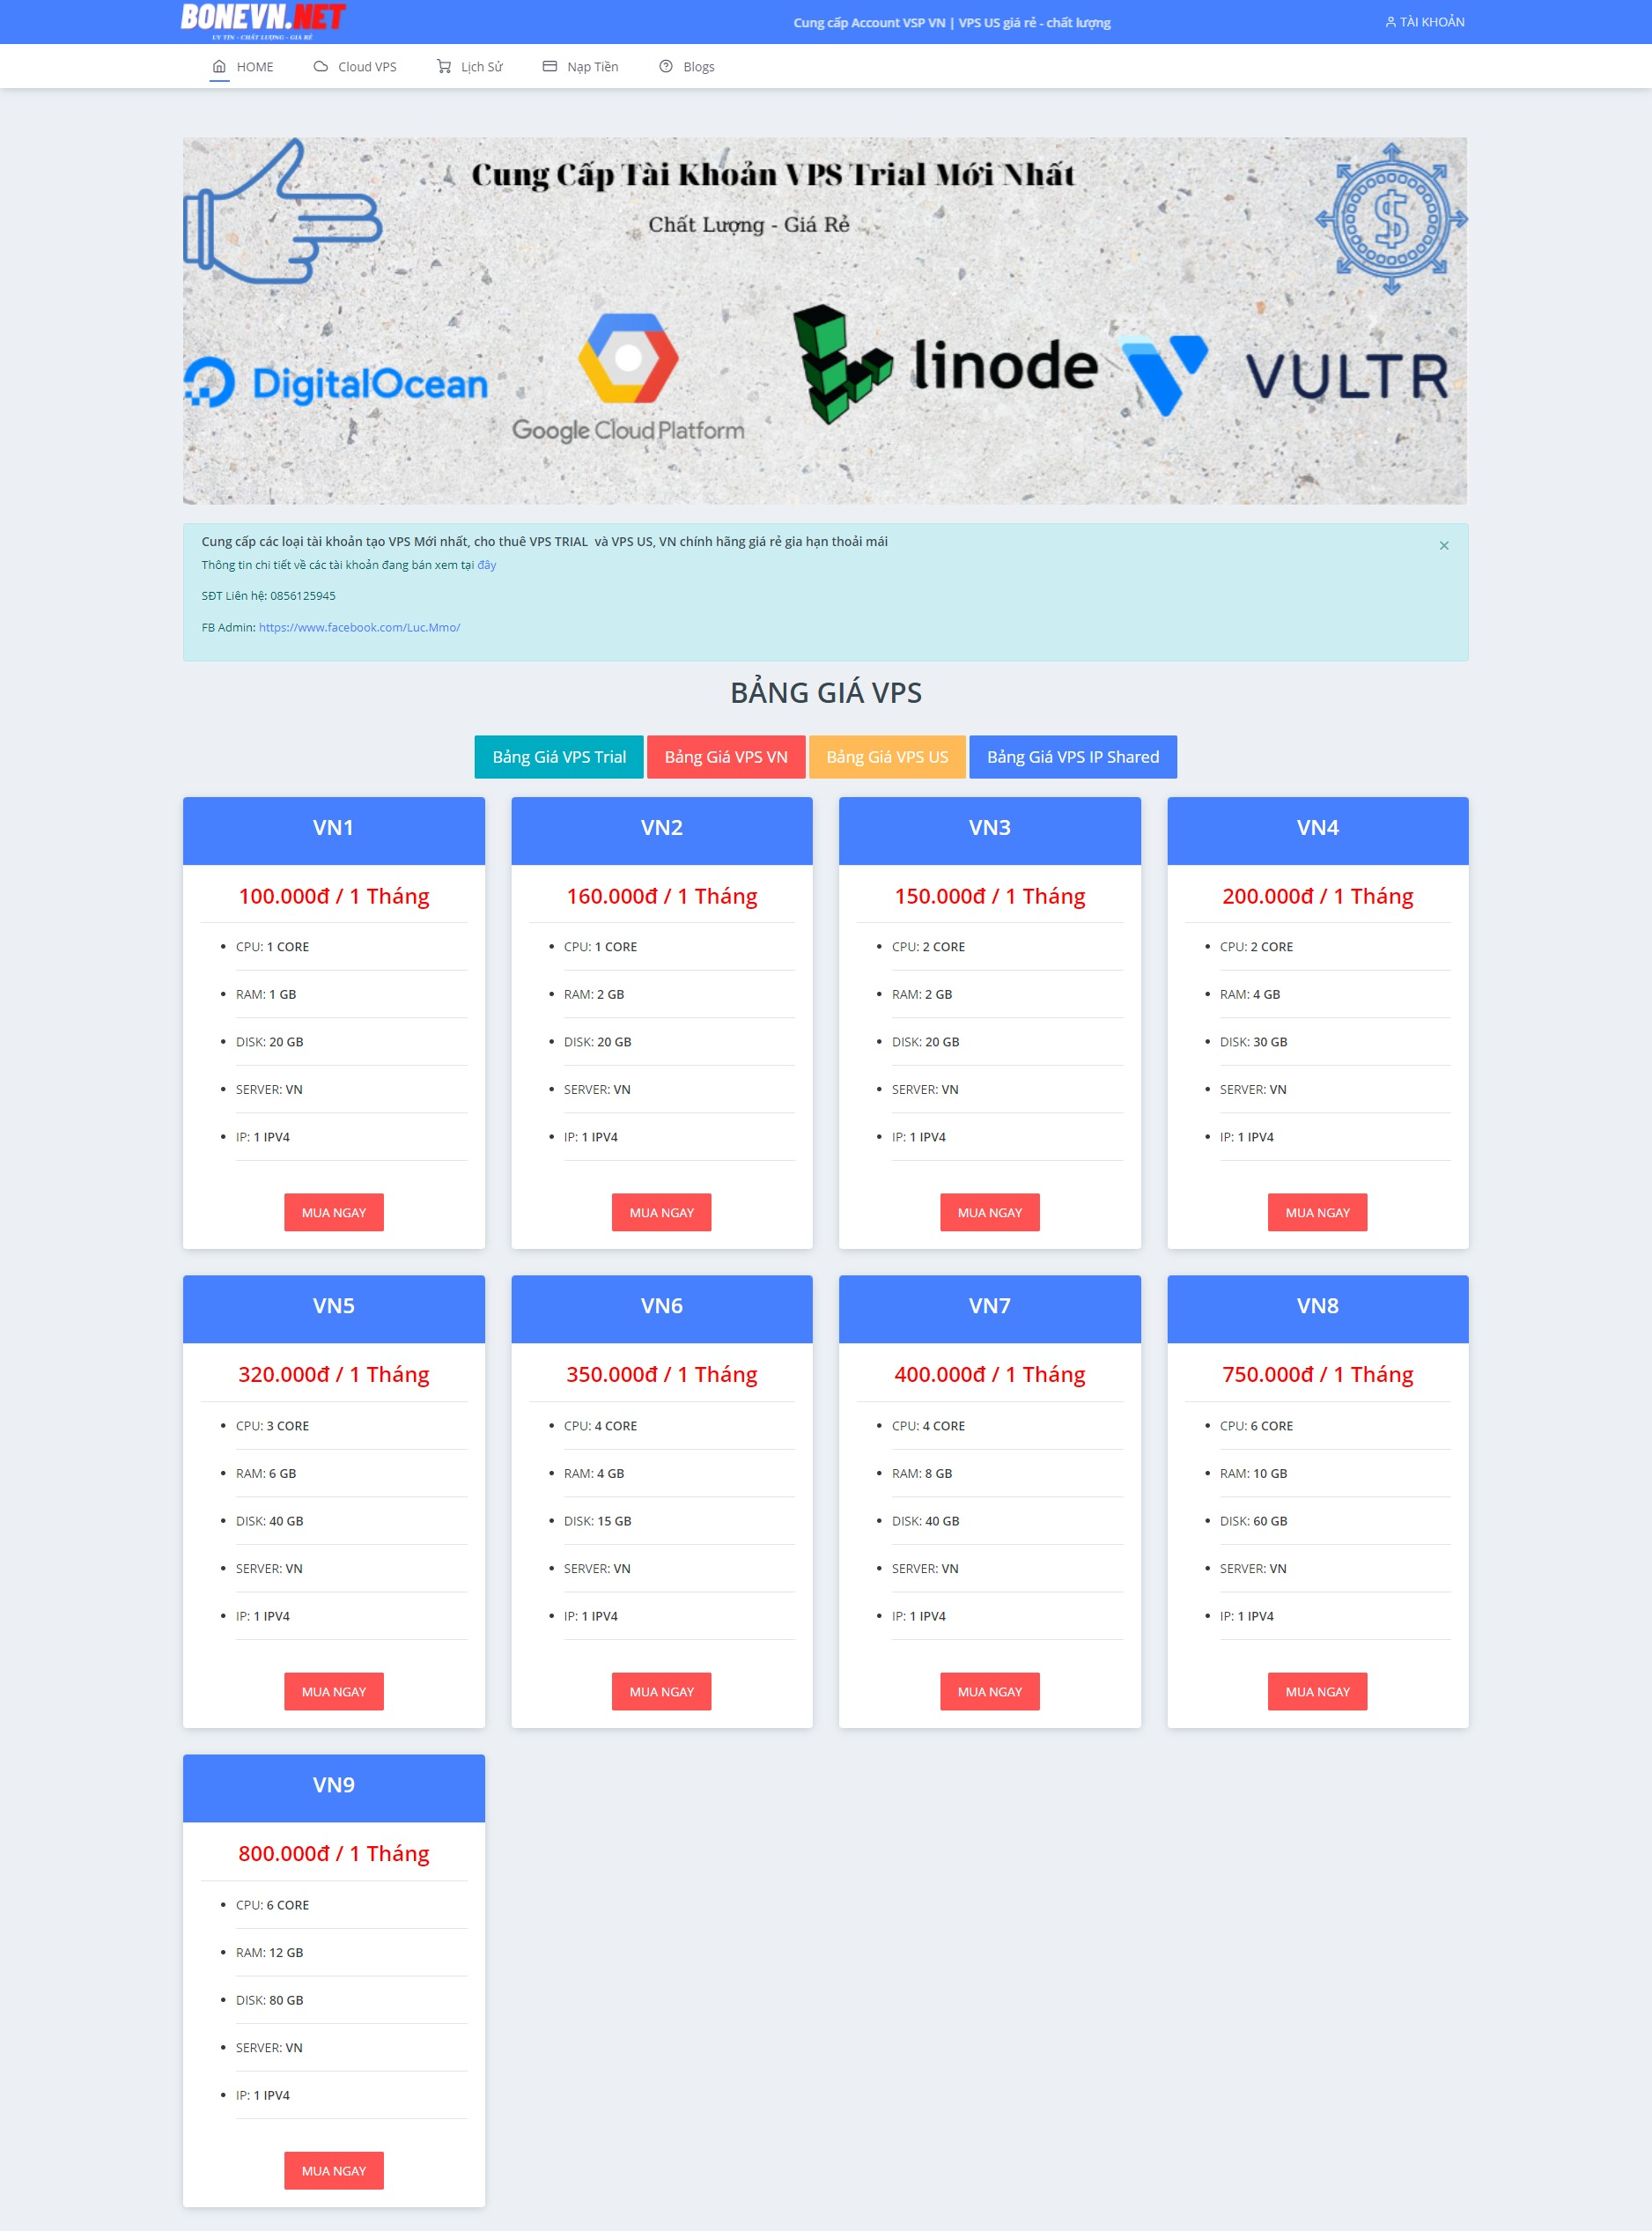 BONEVN.NET
UY TÍN - CHẤT LƯỢNG - GIÁ RẺ
Cung cấp Account VSP VN | VPS US giá rẻ - chất lượng
TÀI KHOẢN
HOME
Cloud VPS
Lịch Sử
Nạp Tiền
Blogs
Cung Cấp Tài Khoản VPS Trial Mới Nhất
Chất Lượng - Giá Rẻ
DigitalOcean
Google Cloud Platform
linode
VULTR
Cung cấp các loại tài khoản tạo VPS Mới nhất, cho thuê VPS TRIAL và VPS US, VN chính hãng giá rẻ gia hạn thoải mái
×
Thông tin chi tiết về các tài khoản đang bán xem tại đây
SĐT Liên hệ: 0856125945
FB Admin: https://www.facebook.com/Luc.Mmo/
BẢNG GIÁ VPS
Bảng Giá VPS Trial
Bảng Giá VPS VN
Bảng Giá VPS US
Bảng Giá VPS IP Shared
VN1
100.000đ / 1 Tháng
CPU: 1 CORE
RAM: 1 GB
DISK: 20 GB
SERVER: VN
IP: 1 IPV4
MUA NGAY
VN2
160.000đ / 1 Tháng
CPU: 1 CORE
RAM: 2 GB
DISK: 20 GB
SERVER: VN
IP: 1 IPV4
MUA NGAY
VN3
150.000đ / 1 Tháng
CPU: 2 CORE
RAM: 2 GB
DISK: 20 GB
SERVER: VN
IP: 1 IPV4
MUA NGAY
VN4
200.000đ / 1 Tháng
CPU: 2 CORE
RAM: 4 GB
DISK: 30 GB
SERVER: VN
IP: 1 IPV4
MUA NGAY
VN5
320.000đ / 1 Tháng
CPU: 3 CORE
RAM: 6 GB
DISK: 40 GB
SERVER: VN
IP: 1 IPV4
MUA NGAY
VN6
350.000đ / 1 Tháng
CPU: 4 CORE
RAM: 4 GB
DISK: 15 GB
SERVER: VN
IP: 1 IPV4
MUA NGAY
VN7
400.000đ / 1 Tháng
CPU: 4 CORE
RAM: 8 GB
DISK: 40 GB
SERVER: VN
IP: 1 IPV4
MUA NGAY
VN8
750.000đ / 1 Tháng
CPU: 6 CORE
RAM: 10 GB
DISK: 60 GB
SERVER: VN
IP: 1 IPV4
MUA NGAY
VN9
800.000đ / 1 Tháng
CPU: 6 CORE
RAM: 12 GB
DISK: 80 GB
SERVER: VN
IP: 1 IPV4
MUA NGAY